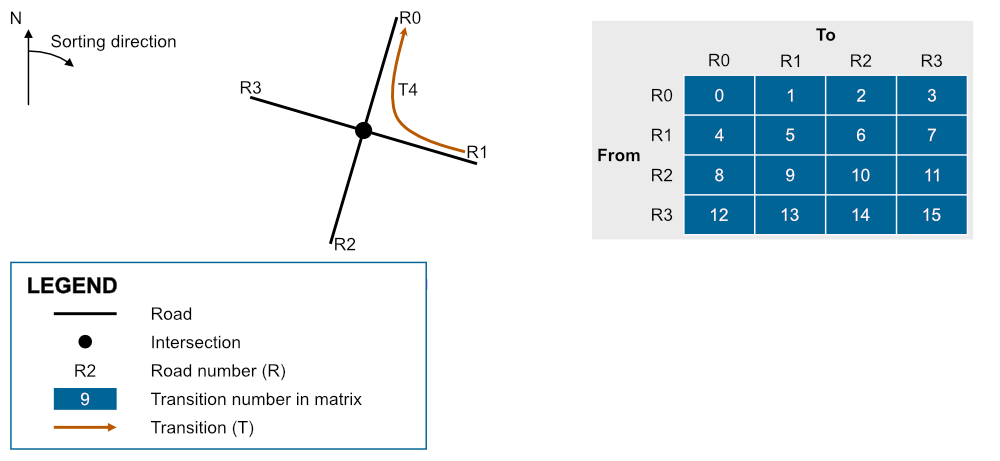 N
Sorting direction
R0
R3
T4
R1
R2
To
R0 R1 R2 R3
From
R0 0 1 2 3
R1 4 5 6 7
R2 8 9 10 11
R3 12 13 14 15
LEGEND
Road
Intersection
R2 Road number (R)
9 Transition number in matrix
Transition (T)